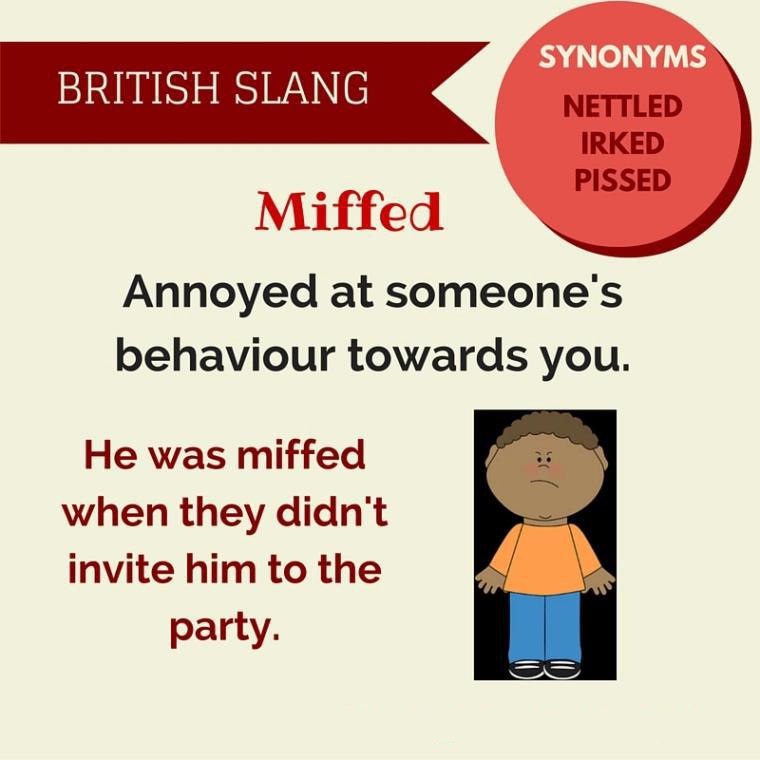 BRITISH SLANG
SYNONYMS
NETTLED
IRKED
PISSED
Miffed
Annoyed at someone's
behaviour towards you.
He was miffed
when they didn't
invite him to the
party.